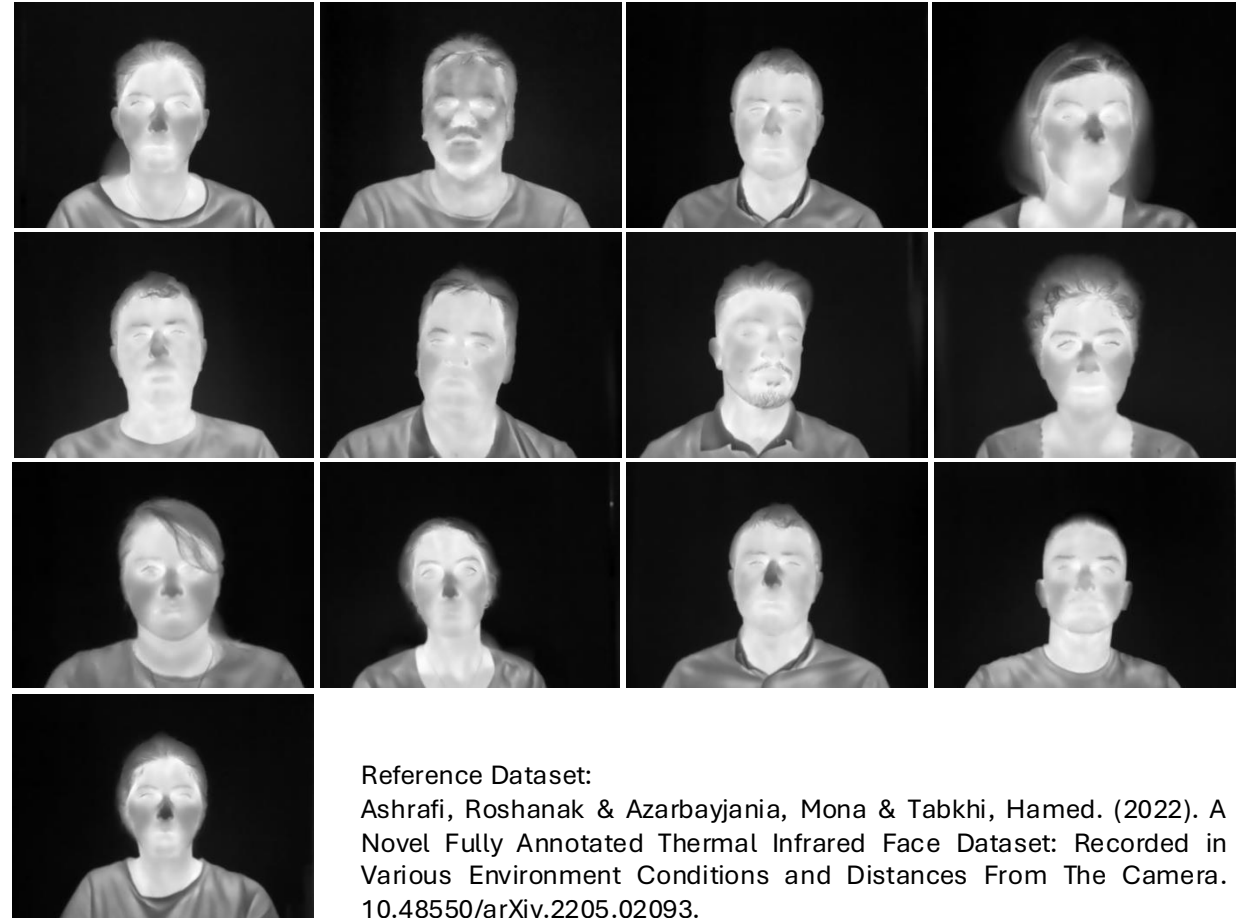 Reference Dataset:
Ashrafi, Roshanak & Azarbayjania, Mona & Tabkhi, Hamed. (2022). A
Novel Fully Annotated Thermal Infrared Face Dataset: Recorded in
Various Environment Conditions and Distances From The Camera.
10.48550/arXiv.2205.02093.